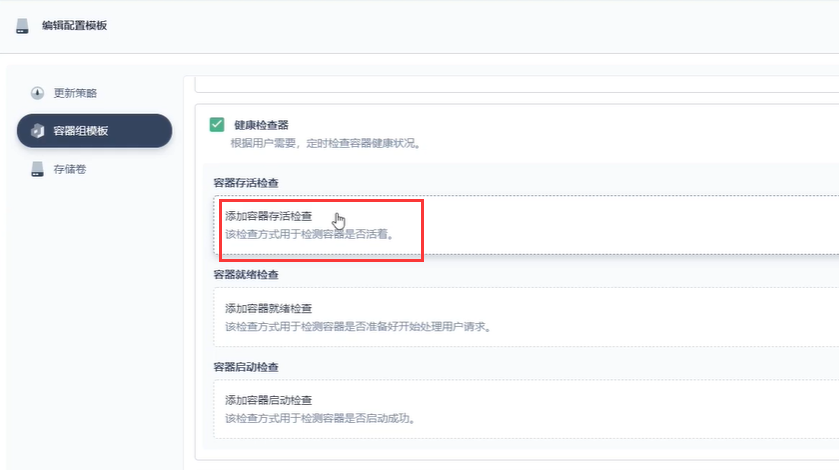 编辑配置模板
更新策略
容器组模板
存储卷
健康检查器
根据用户需要，定时检查容器健康状况。
容器存活检查
添加容器存活检查
该检查方式用于检测容器是否活着。
容器就绪检查
添加容器就绪检查
该检查方式用于检测容器是否准备好开始处理用户请求。
容器启动检查
添加容器启动检查
该检查方式用于检测容器是否启动成功。